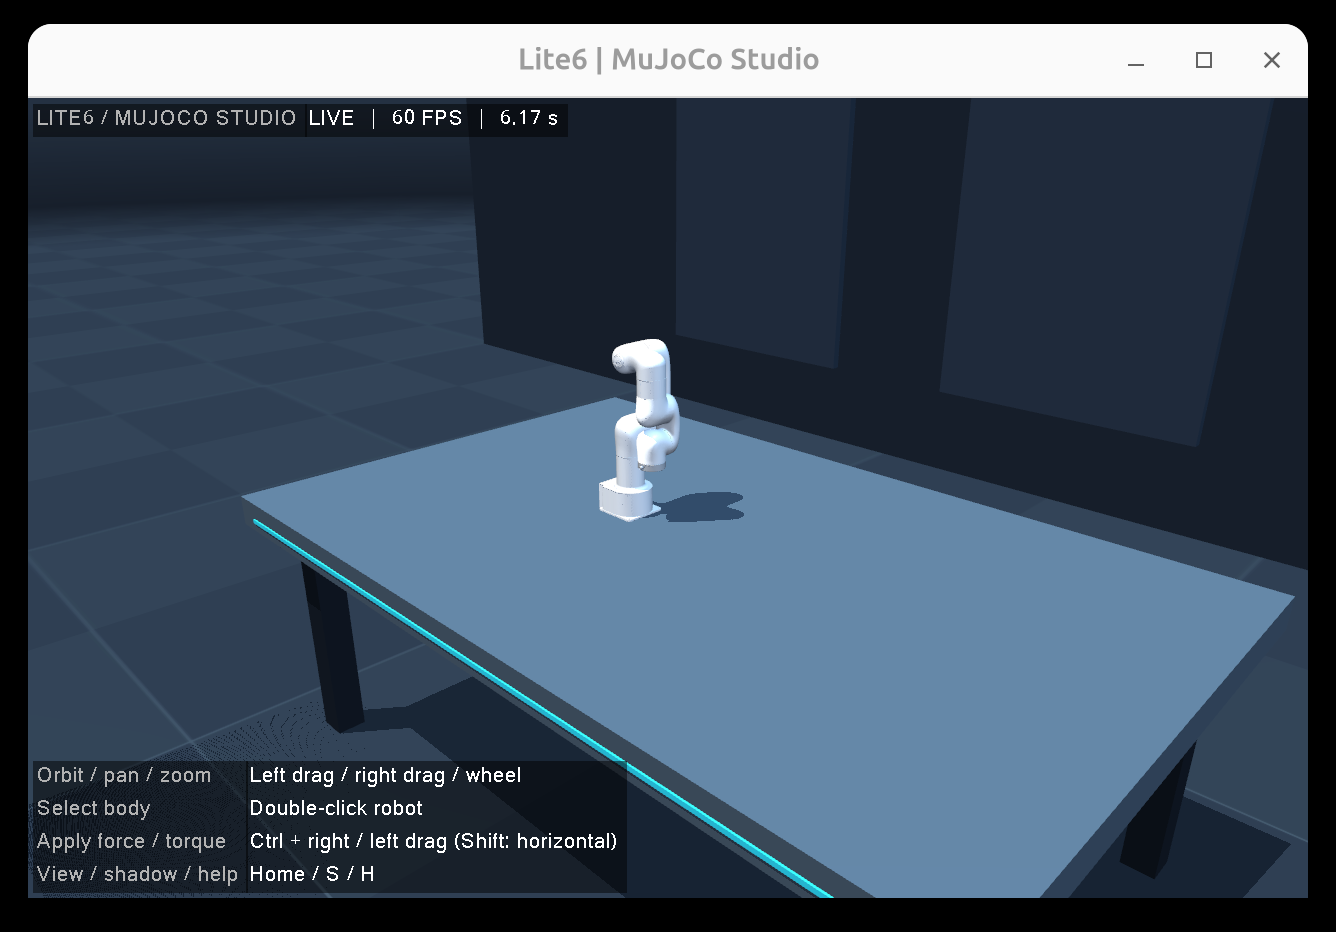 Lite6 | MuJoCo Studio
LITE6 / MUJOCO STUDIO LIVE | 60 FPS | 6.17 s
Orbit / pan / zoom Left drag / right drag / wheel
Select body Double-click robot
Apply force / torque Ctrl + right / left drag (Shift: horizontal)
View / shadow / help Home / S / H